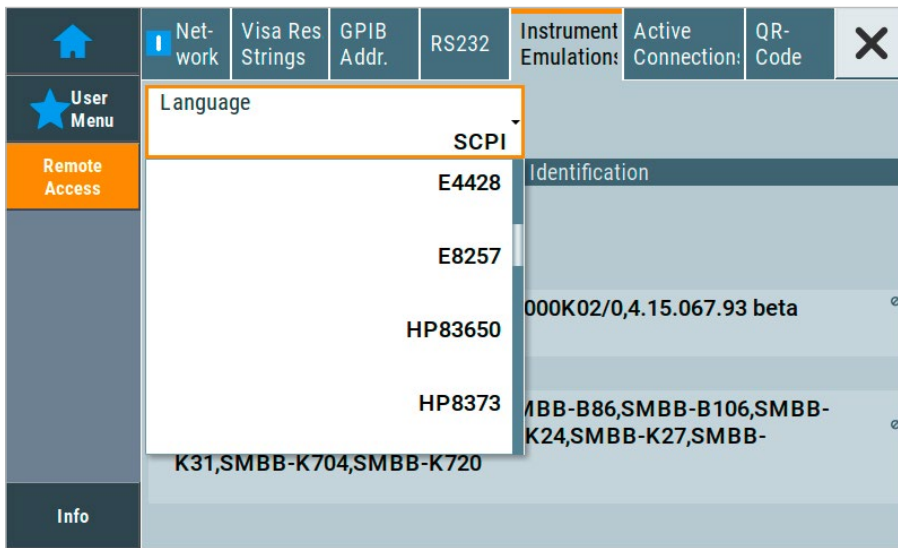 Net-
work
Visa Res
Strings
GPIB
Addr.
RS232
Instrument
Emulations
Active
Connections
QR-
Code
User
Menu
Remote
Access
Info
Language
SCPI
E4428
E8257
HP83650
HP8373
Identification
000K02/0,4.15.067.93 beta
MBB-B86,SMBB-B106,SMBB-
K24,SMBB-K27,SMBB-
K31,SMBB-K704,SMBB-K720